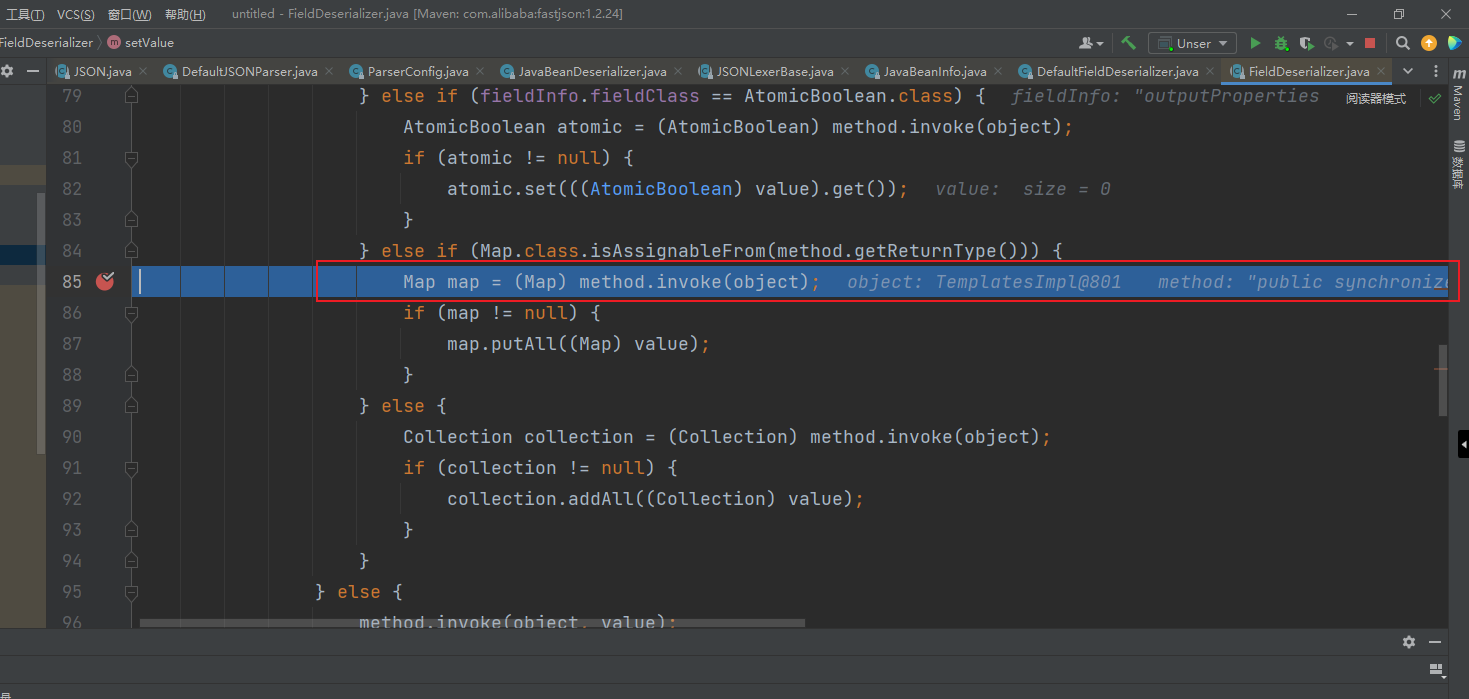 工具(T) VCS(S) 窗口(W) 帮助(H) untitled - FieldDeserializer.java [Maven: com.alibaba:fastjson:1.2.24]
FieldDeserializer setValue Unser
JSON.java DefaultJSONParser.java ParserConfig.java JavaBeanDeserializer.java JSONLexerBase.java JavaBeanInfo.java DefaultFieldDeserializer.java FieldDeserializer.java
阅读器模式
79 } else if (fieldInfo.fieldClass == AtomicBoolean.class) { fieldInfo: "outputProperties
80 AtomicBoolean atomic = (AtomicBoolean) method.invoke(object);
81 if (atomic != null) {
82 atomic.set(((AtomicBoolean) value).get()); value: size = 0
83 }
84 } else if (Map.class.isAssignableFrom(method.getReturnType())) {
85 Map map = (Map) method.invoke(object); object: TemplatesImpl@801 method: "public synchronize
86 if (map != null) {
87 map.putAll((Map) value);
88 }
89 } else {
90 Collection collection = (Collection) method.invoke(object);
91 if (collection != null) {
92 collection.addAll((Collection) value);
93 }
94 }
95 } else {
96 method.invoke(object, value);
m
Maven
数据库